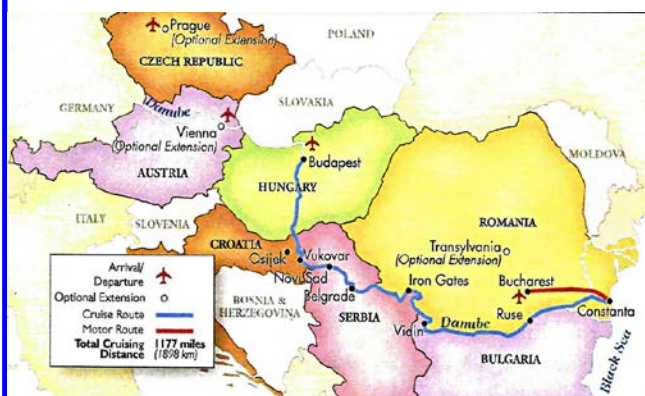 Prague
(Optional Extension)
CZECH REPUBLIC
POLAND
GERMANY
Danube
SLOVAKIA
Vienna
(Optional Extension)
AUSTRIA
Budapest
HUNGARY
MOLDOVA
ITALY
SLOVENIA
ROMANIA
CROATIA
Osijak
Vukovar
Transylvania
(Optional Extension)
Novi Sad
Iron Gates
Bucharest
Belgrade
BOSNIA &
HERZEGOVINA
SERBIA
Vidin
Danube
Ruse
Constanta
BULGARIA
Black Sea
Arrival/
Departure
Optional Extension
Cruise Route
Motor Route
Total Cruising 1177 miles
Distance (1898 km)